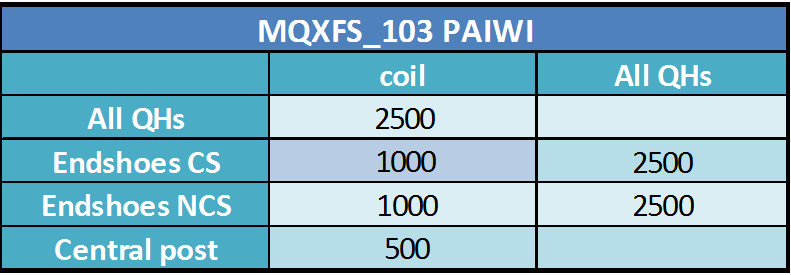 MQXFS_103 PAIWI
coil All QHs
All QHs 2500
Endshoes CS 1000 2500
Endshoes NCS 1000 2500
Central post 500